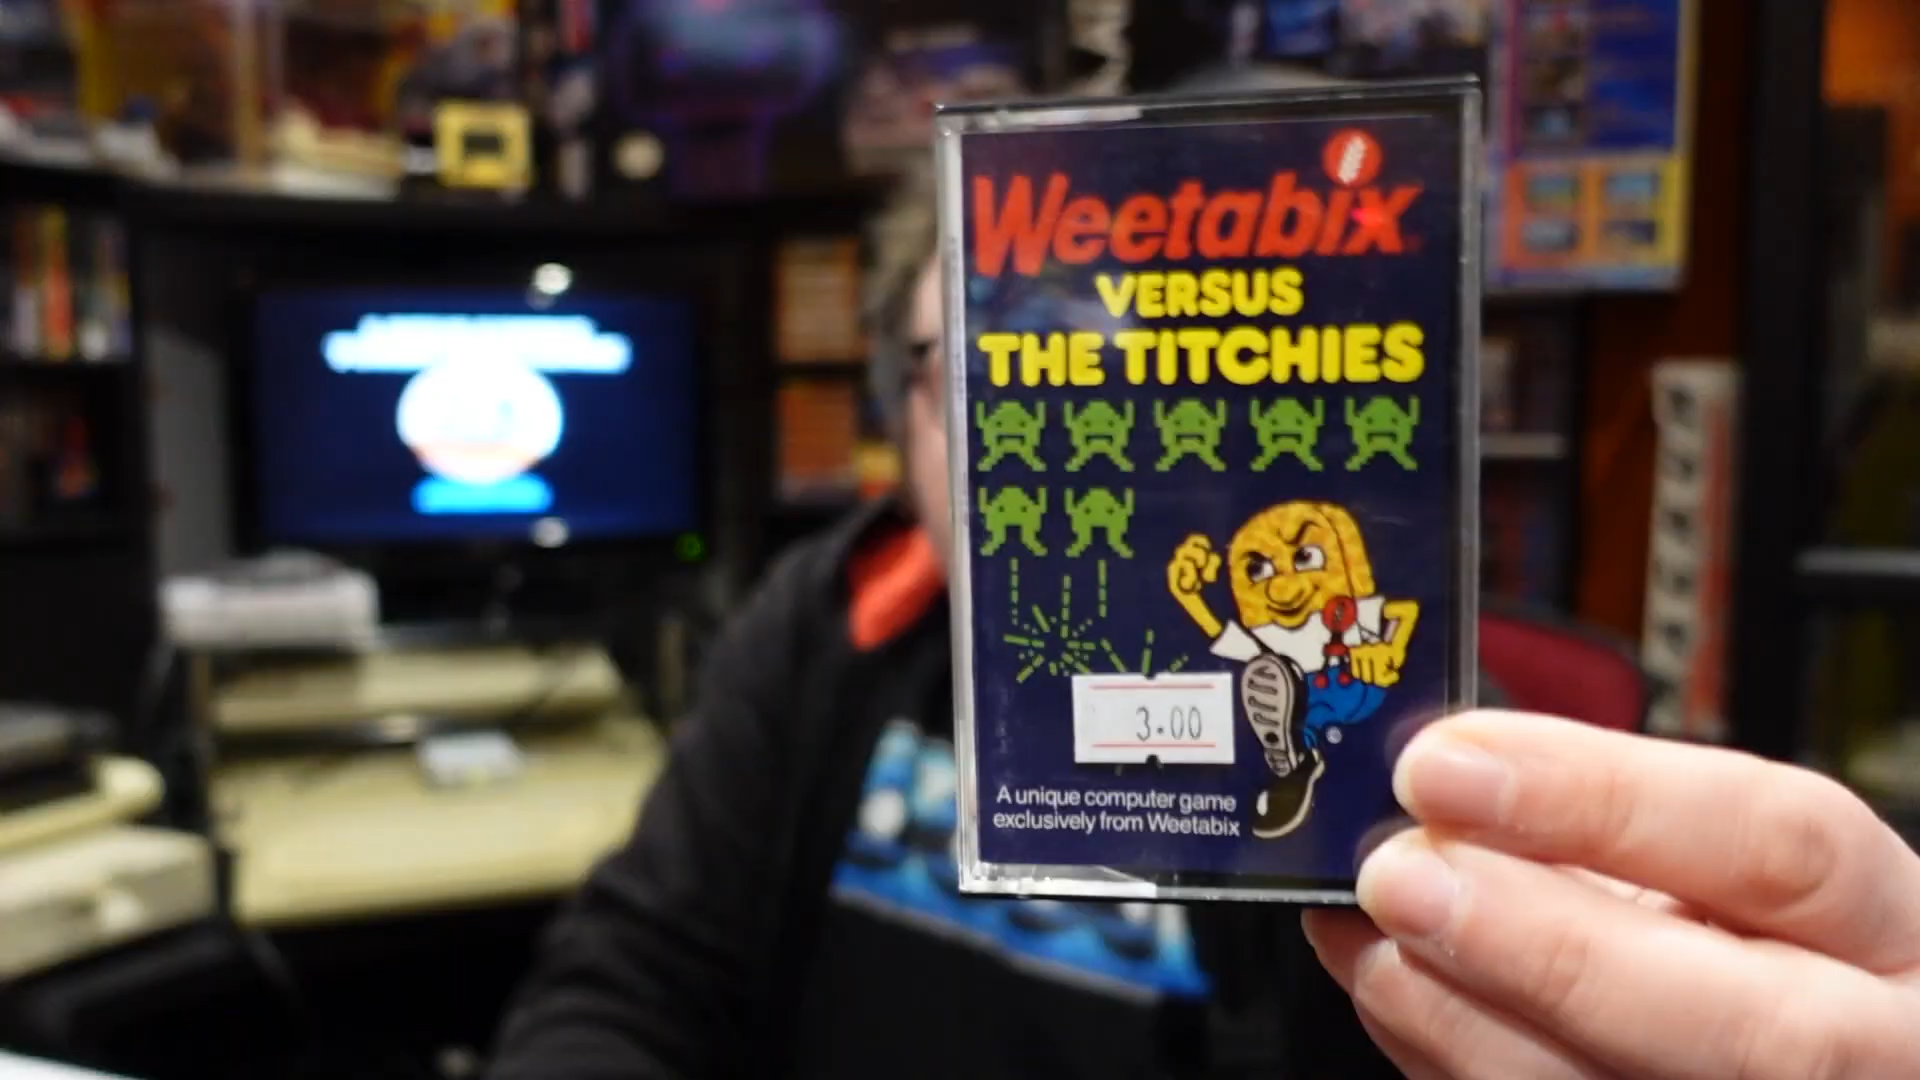 Weetabix
VERSUS
THE TITCHIES
3.00
A unique computer game
exclusively from Weetabix